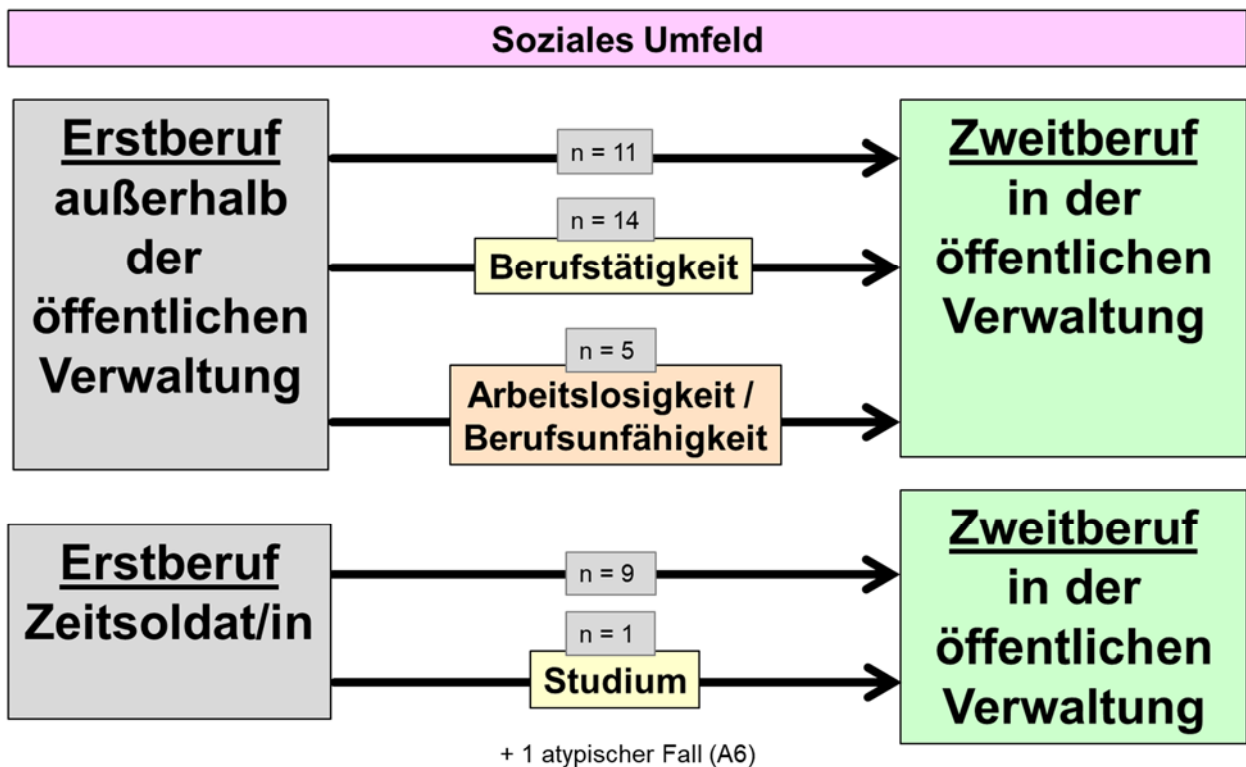 Soziales Umfeld
Erstberuf
außerhalb
der
öffentlichen
Verwaltung
n = 11
n = 14
Berufstätigkeit
n = 5
Arbeitslosigkeit /
Berufsunfähigkeit
Zweitberuf
in der
öffentlichen
Verwaltung
Erstberuf
Zeitsoldat/in
n = 9
n = 1
Studium
Zweitberuf
in der
öffentlichen
Verwaltung
+ 1 atypischer Fall (A6)